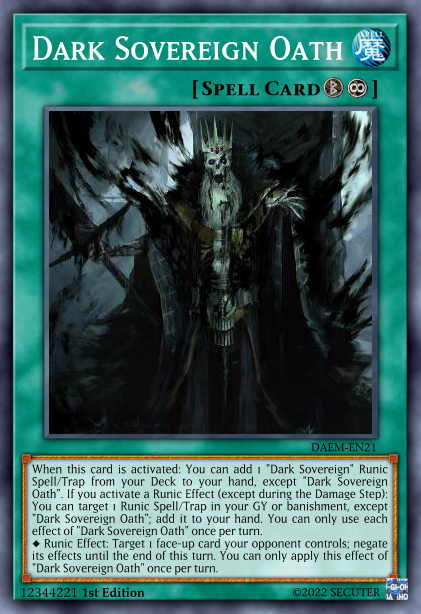 DARK SOVEREIGN OATH 魔
[SPELL CARD]
DAEM-EN21
When this card is activated: You can add 1 "Dark Sovereign" Runic
Spell/Trap from your Deck to your hand, except "Dark Sovereign
Oath". If you activate a Runic Effect (except during the Damage Step):
You can target 1 Runic Spell/Trap in your GY or banishment, except
"Dark Sovereign Oath"; add it to your hand. You can only use each
effect of "Dark Sovereign Oath" once per turn.
◆ Runic Effect: Target 1 face-up card your opponent controls; negate
its effects until the end of this turn. You can only apply this effect of
"Dark Sovereign Oath" once per turn.
12344221 1st Edition ©2022 SECUTER